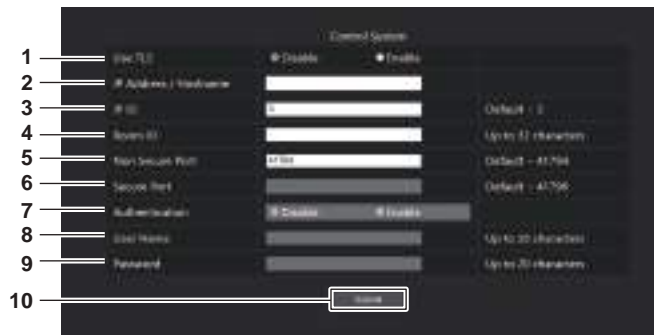 Control System
1 Use TLS Disable Enable
2 IP Address / Hostname
3 IP ID 3 Default : 3
4 Room ID Up to 32 characters
5 Non Secure Port 41794 Default : 41794
6 Secure Port Default : 41796
7 Authentication Disable Enable
8 User Name Up to 20 characters
9 Password Up to 20 characters
10 Submit